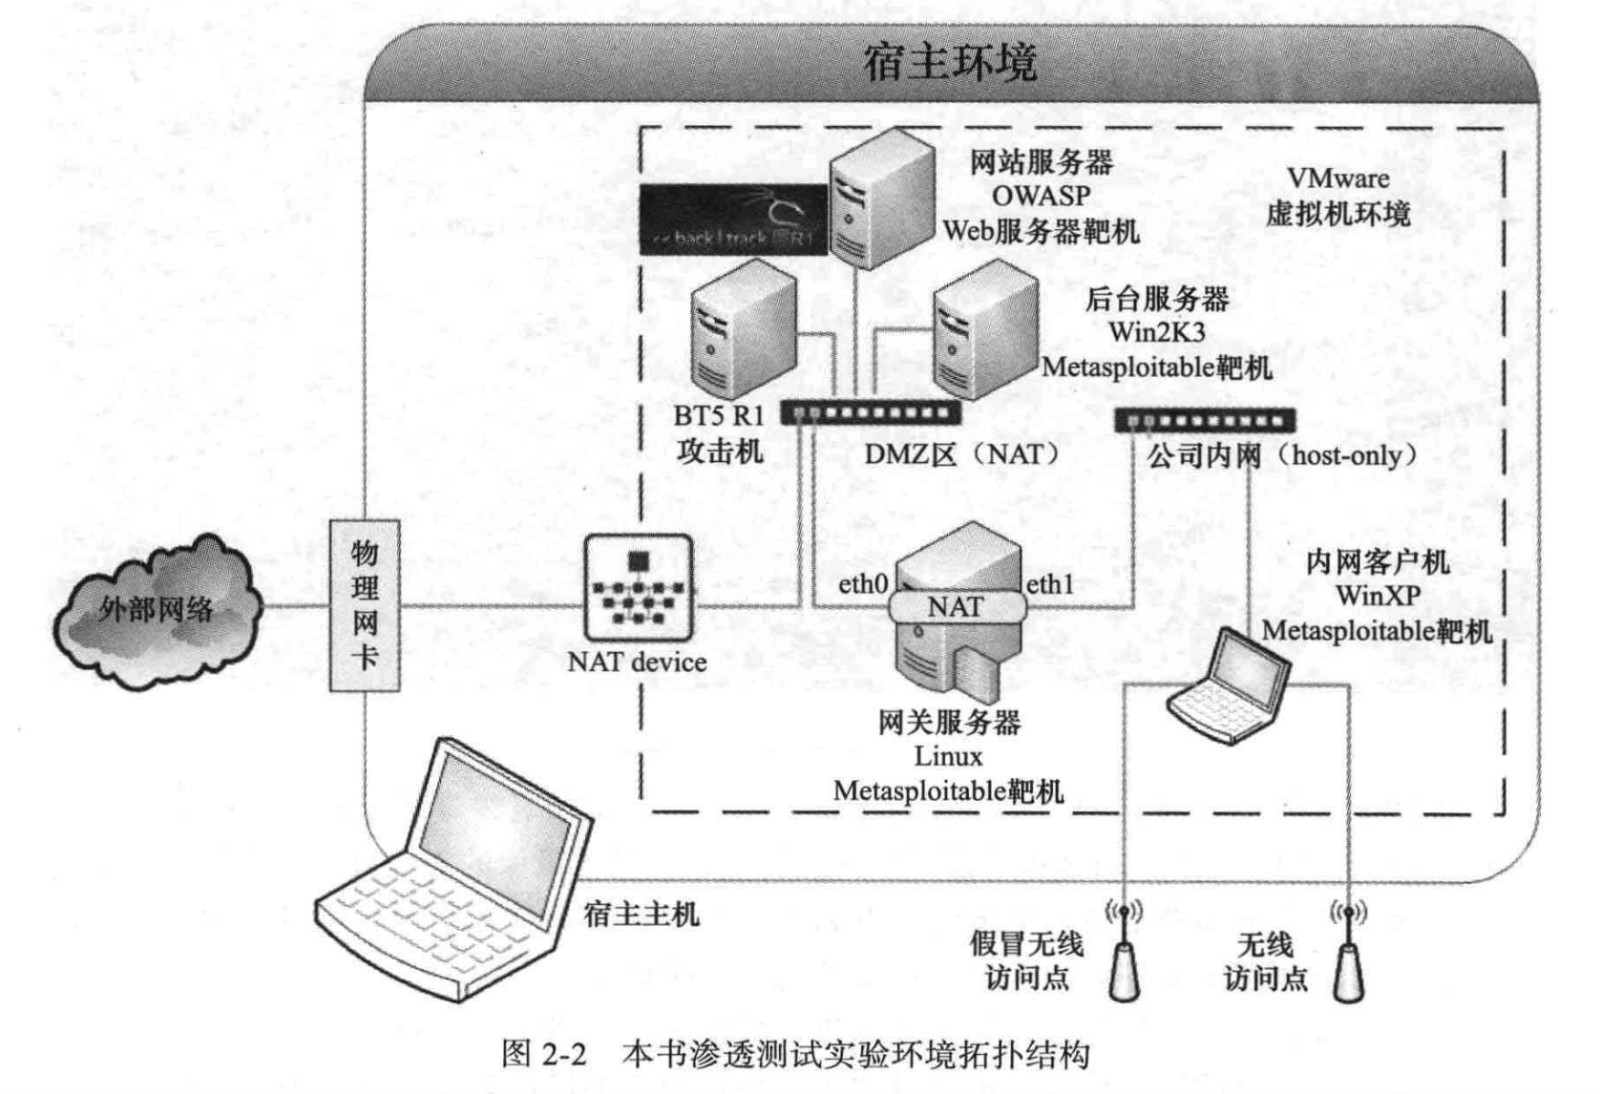 宿主环境
网站服务器
OWASP
Web服务器靶机
VMware
虚拟机环境
<< back | track 5 R1
后台服务器
Win2K3
Metasploitable靶机
BT5 R1
攻击机
DMZ区（NAT）
公司内网（host-only）
物
理
网
卡
外部网络
NAT device
eth0
NAT
eth1
内网客户机
WinXP
Metasploitable靶机
网关服务器
Linux
Metasploitable靶机
宿主主机
假冒无线
访问点
无线
访问点
图 2-2 本书渗透测试实验环境拓扑结构